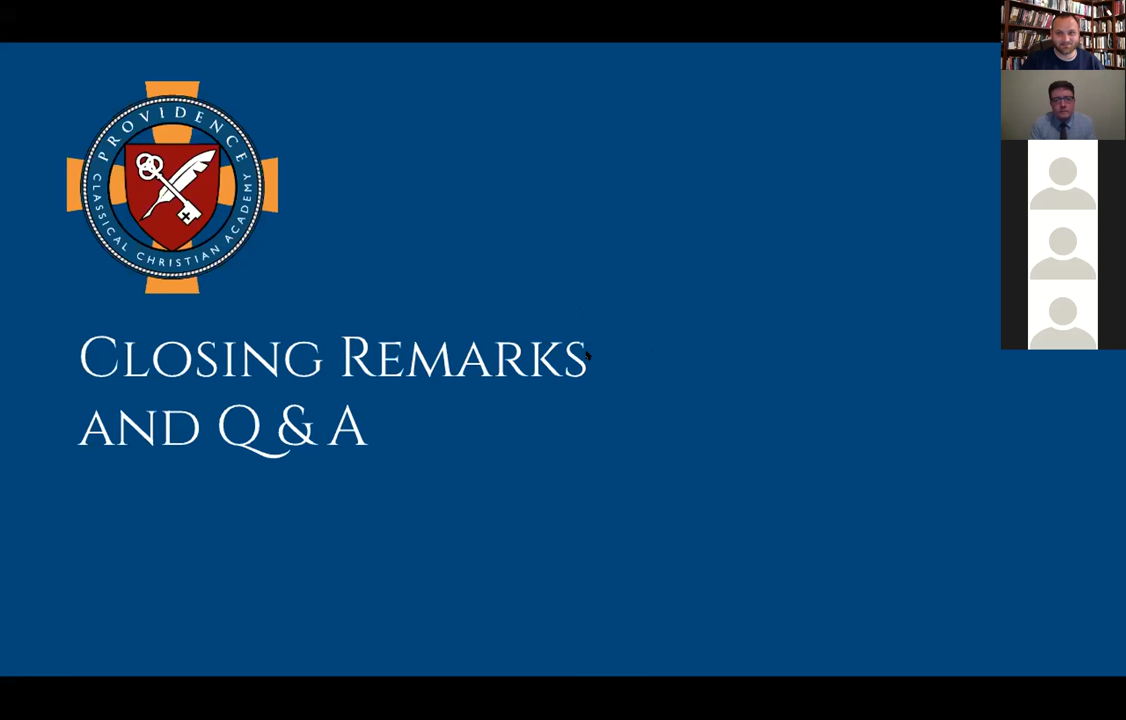 PROVIDENCE
CLASSICAL CHRISTIAN ACADEMY
Closing Remarks
and Q & A